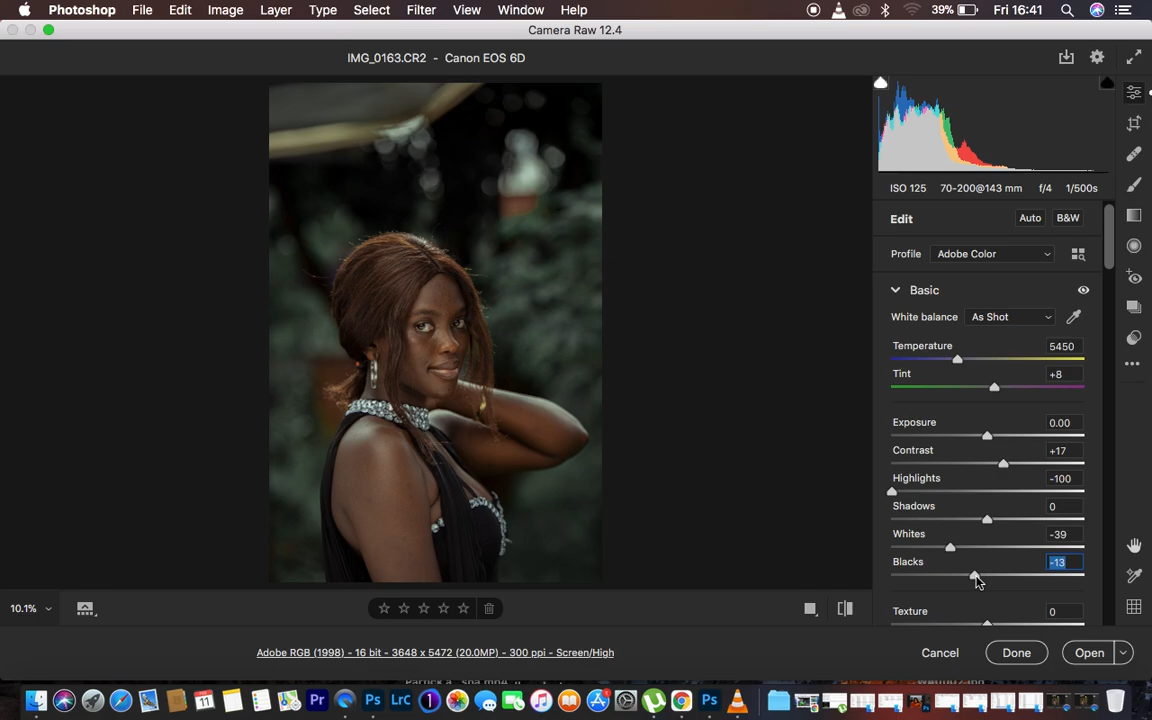 Photoshop File Edit Image Layer Type Select Filter View Window Help 39% Fri 16:41
Camera Raw 12.4
IMG_0163.CR2 - Canon EOS 6D
ISO 125 70-200@143 mm f/4 1/500s
Edit Auto B&W
Profile Adobe Color
Basic
White balance As Shot
Temperature 5450
Tint +8
Exposure 0.00
Contrast +17
Highlights -100
Shadows 0
Whites -39
Blacks -13
Texture 0
10.1%
Adobe RGB (1998) - 16 bit - 3648 x 5472 (20.0MP) - 300 ppi - Screen/High
Cancel Done Open
Pr Ps Lrc Ps